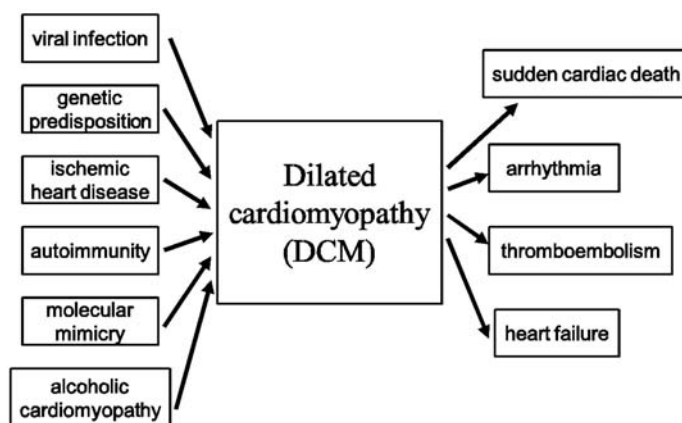 viral infection
genetic
predisposition
ischemic
heart disease
autoimmunity
molecular
mimicry
alcoholic
cardiomyopathy
Dilated
cardiomyopathy
(DCM)
sudden cardiac death
arrhythmia
thromboembolism
heart failure